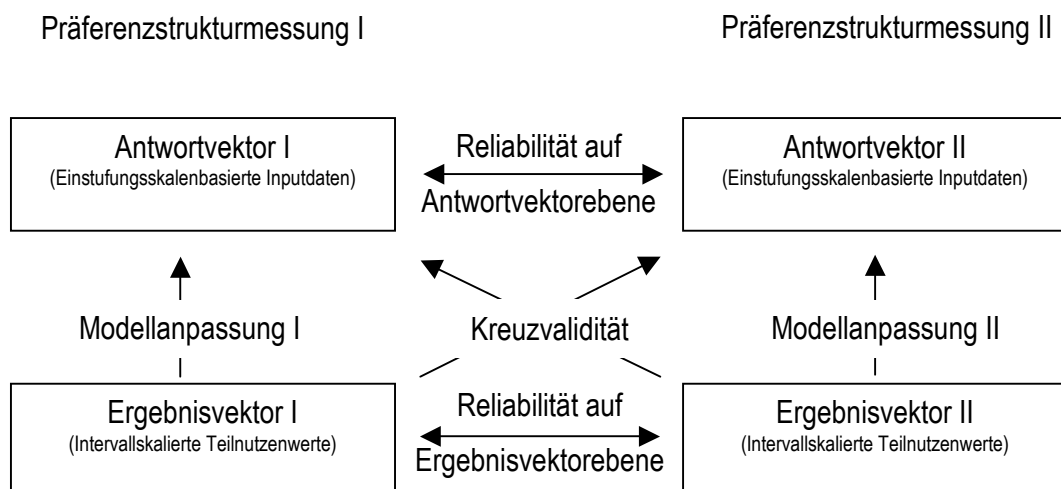 Präferenzstrukturmessung I
Präferenzstrukturmessung II
Antwortvektor I
(Einstufungsskalenbasierte Inputdaten)
Reliabilität auf
Antwortvektorebene
Antwortvektor II
(Einstufungsskalenbasierte Inputdaten)
Modellanpassung I
Kreuzvalidität
Modellanpassung II
Ergebnisvektor I
(Intervallskalierte Teilnutzenwerte)
Reliabilität auf
Ergebnisvektorebene
Ergebnisvektor II
(Intervallskalierte Teilnutzenwerte)